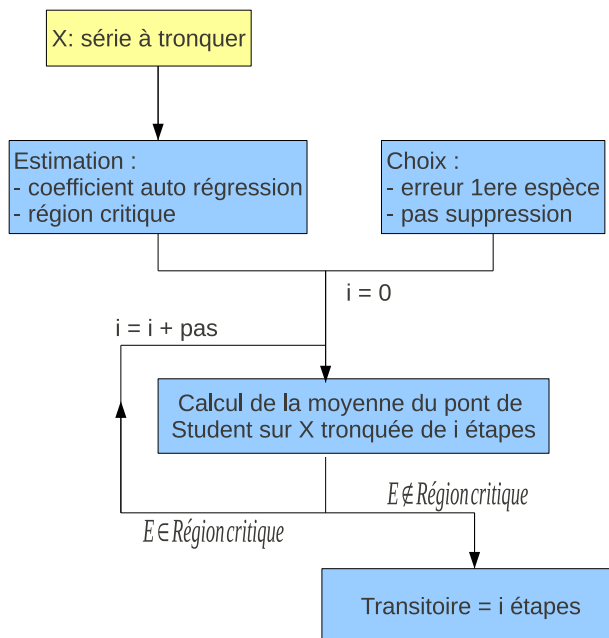 X: série à tronquer
Estimation :
- coefficient auto régression
- région critique
Choix :
- erreur 1ere espèce
- pas suppression
i = 0
i = i + pas
Calcul de la moyenne du pont de
Student sur X tronquée de i étapes
E ∉ Région critique
E ∈ Région critique
Transitoire = i étapes